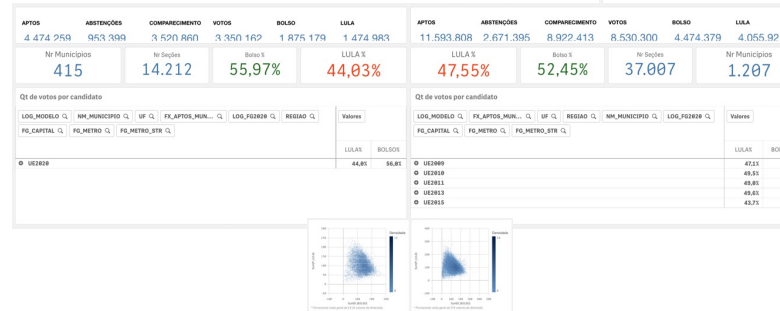 APTOS ABSTENÇÕES COMPARECIMENTO VOTOS BOLSO LULA
4.474.259 953.399 3.520.860 3.350.162 1.875.179 1.474.983
Nr Municípios Nr Seções Bolso % LULA %
415 14.212 55,97% 44,03%
Qt de votos por candidato
LOG_MODELO NM_MUNICIPIO UF FX_APTOS_MUN... LOG_FG2020 REGIAO Valores
FG_CAPITAL FG_METRO FG_METRO_STR
LULA% BOLSO%
UE2020 44,0% 56,0%
APTOS ABSTENÇÕES COMPARECIMENTO VOTOS BOLSO LULA
11.593.808 2.671.395 8.922.413 8.530.300 4.474.379 4.055.92
LULA % Bolso % Nr Seções Nr Municípios
47,55% 52,45% 37.007 1.207
Qt de votos por candidato
LOG_MODELO FX_APTOS_MUN... UF REGIAO NM_MUNICIPIO LOG_FG2020 Valores
FG_CAPITAL FG_METRO FG_METRO_STR
LULA% BO
UE2009 47,1%
UE2010 49,5%
UE2011 49,0%
UE2013 49,6%
UE2015 43,7%
Densidade
Densidade